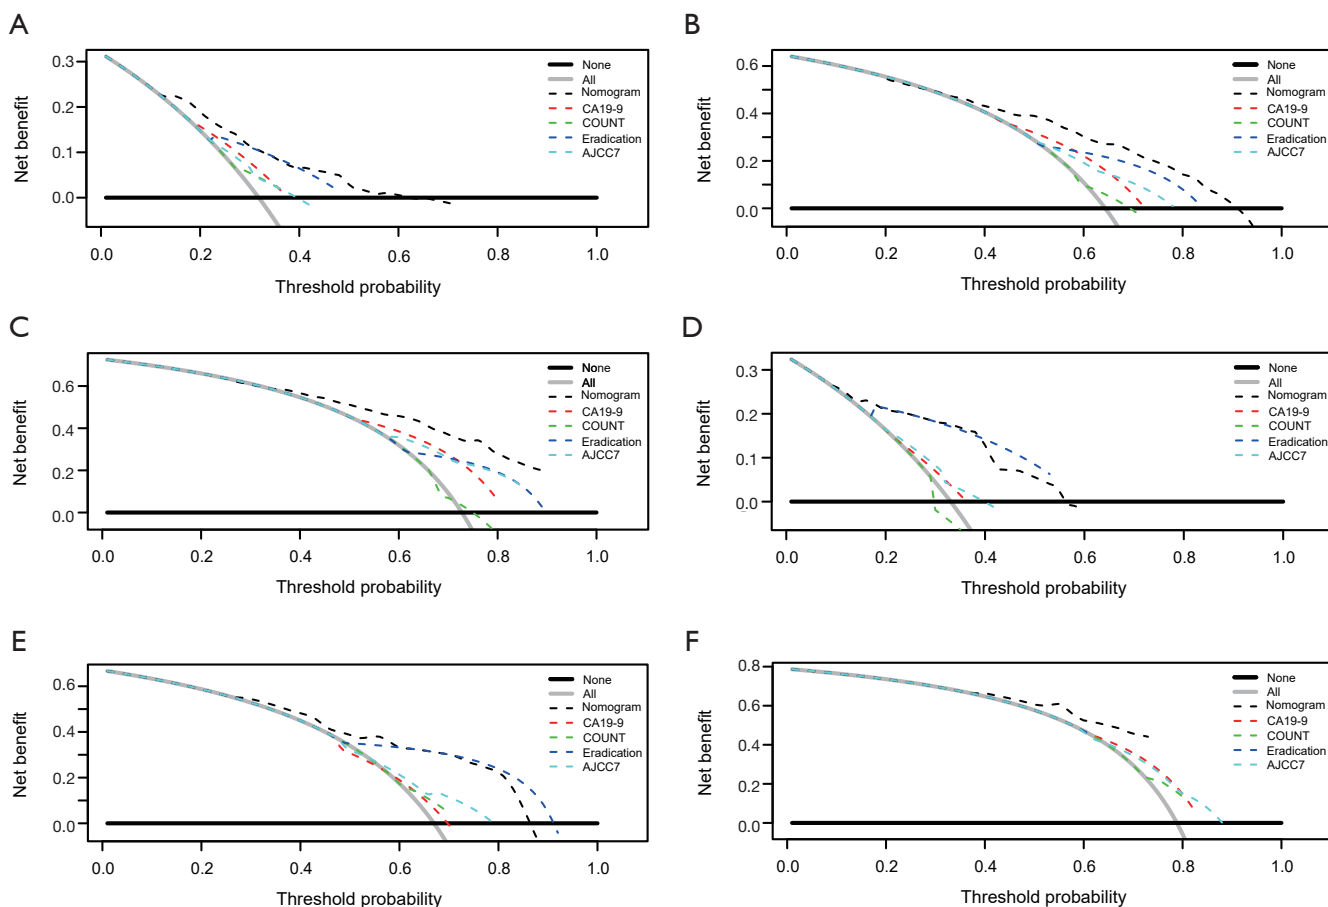 A
Net benefit
0.3
0.2
0.1
0.0
None
All
Nomogram
CA19-9
COUNT
Eradication
AJCC7
0.0 0.2 0.4 0.6 0.8 1.0
Threshold probability
B
Net benefit
0.6
0.4
0.2
0.0
None
All
Nomogram
CA19-9
COUNT
Eradication
AJCC7
0.0 0.2 0.4 0.6 0.8 1.0
Threshold probability
C
Net benefit
0.6
0.4
0.2
0.0
None
All
Nomogram
CA19-9
COUNT
Eradication
AJCC7
0.0 0.2 0.4 0.6 0.8 1.0
Threshold probability
D
Net benefit
0.3
0.2
0.1
0.0
None
All
Nomogram
CA19-9
COUNT
Eradication
AJCC7
0.0 0.2 0.4 0.6 0.8 1.0
Threshold probability
E
Net benefit
0.6
0.4
0.2
0.0
None
All
Nomogram
CA19-9
COUNT
Eradication
AJCC7
0.0 0.2 0.4 0.6 0.8 1.0
Threshold probability
F
Net benefit
0.8
0.6
0.4
0.2
0.0
None
All
Nomogram
CA19-9
COUNT
Eradication
AJCC7
0.0 0.2 0.4 0.6 0.8 1.0
Threshold probability